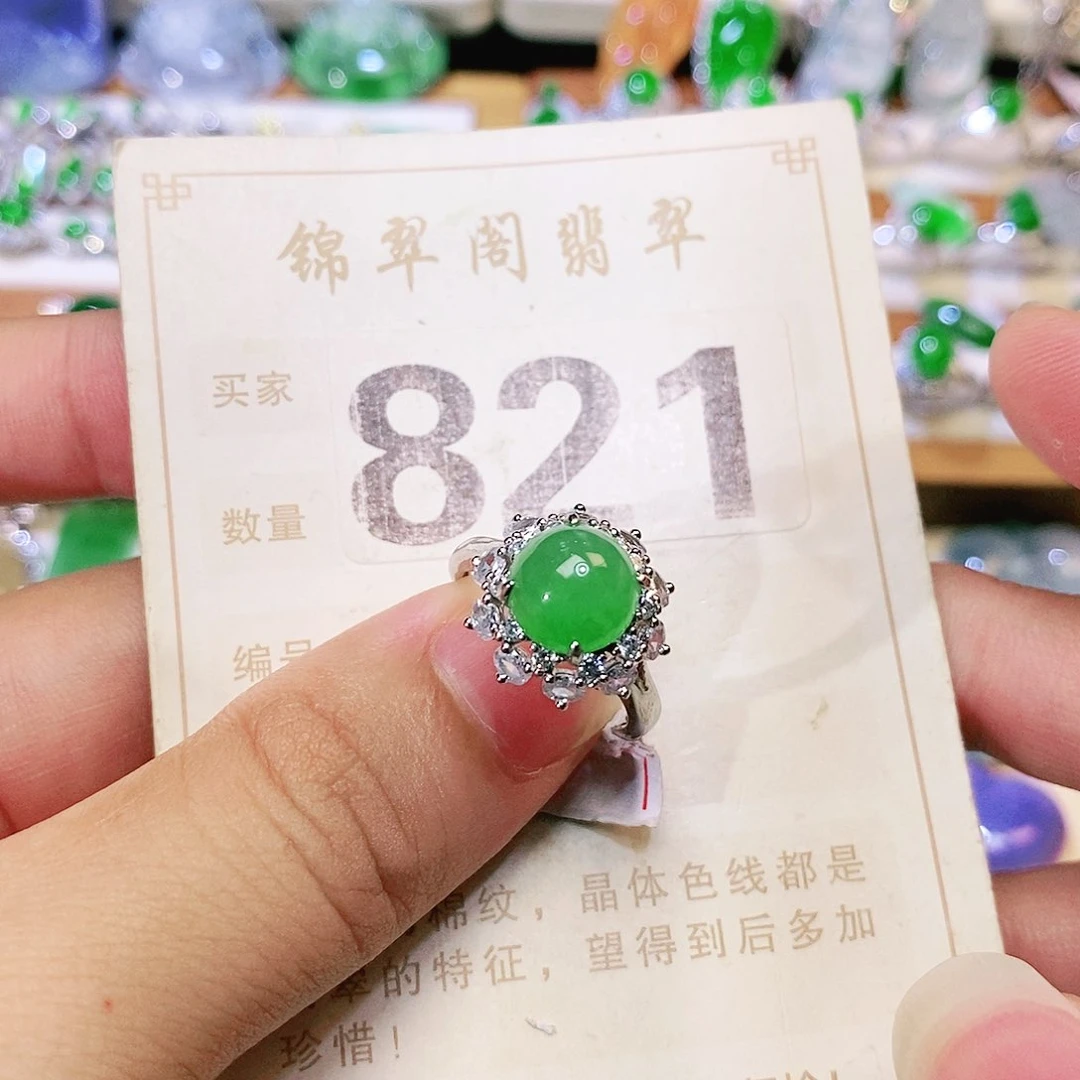 锦翠阁翡翠
买家
821
数量
编号
棉纹，晶体色线都是
翠的特征，望得到后多加
珍惜！